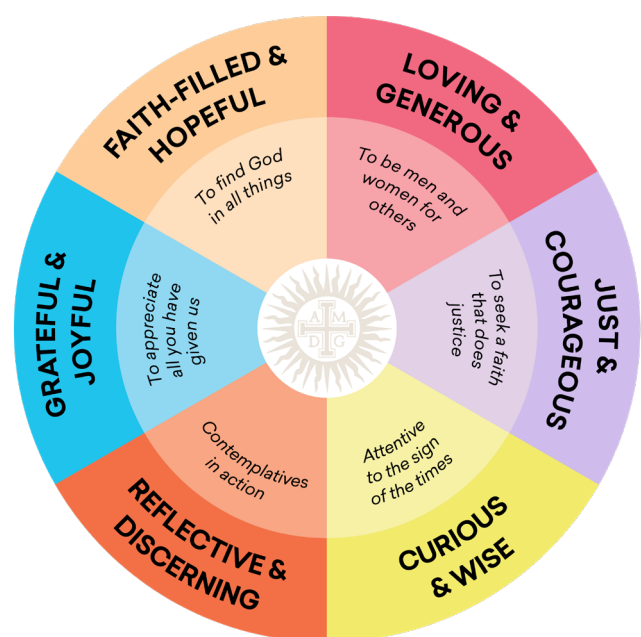 FAITH-FILLED &
HOPEFUL
To find God
in all things
LOVING &
GENEROUS
To be men and
women for
others
JUST &
COURAGEOUS
To seek a faith
that does
justice
CURIOUS
& WISE
Attentive
to the sign
of the times
REFLECTIVE &
DISCERNING
Contemplatives
in action
GRATEFUL &
JOYFUL
To appreciate
all you have
given us
A M
D G